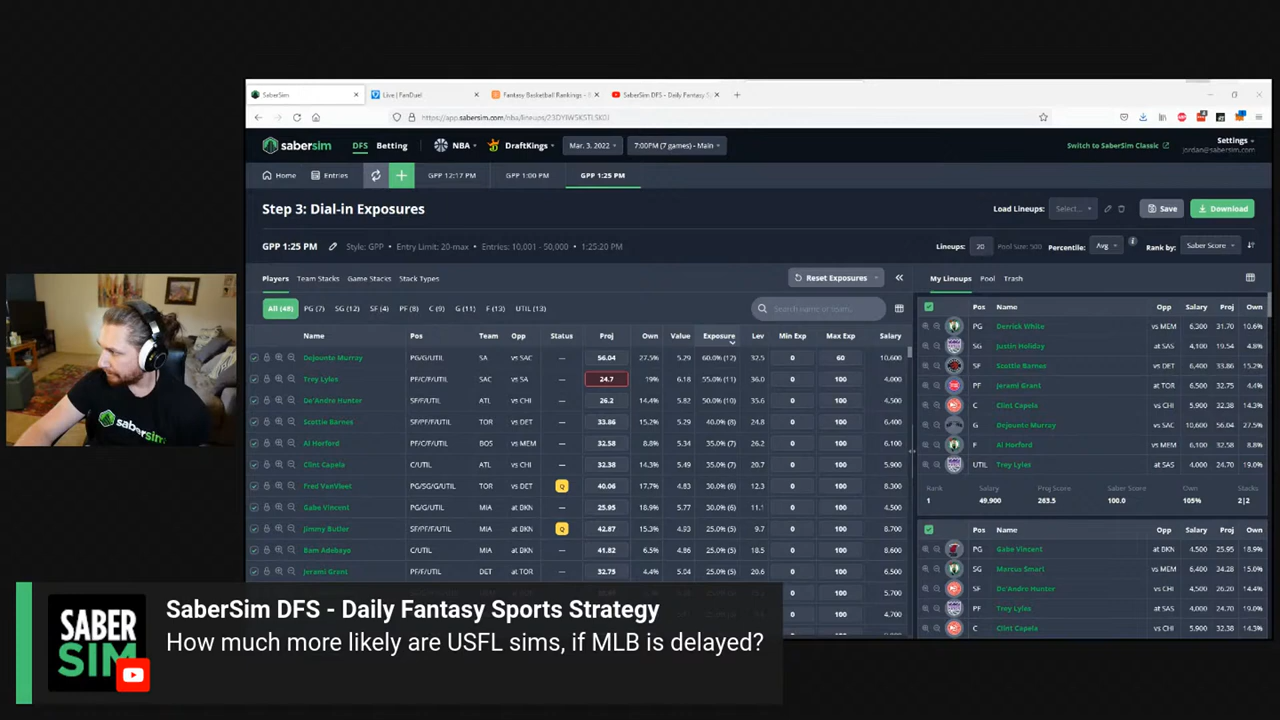 SaberSim
Live | FanDuel
Fantasy Basketball Rankings - S
SaberSim DFS - Daily Fantasy S
https://app.sabersim.com/nba/lineups/
sabersim DFS Betting NBA DraftKings Mar. 3, 2022 7:00PM (7 games) - Main Switch to SaberSim Classic Settings
jordan@sabersim.com
Home Entries GPP 12:17 PM GPP 1:00 PM GPP 1:25 PM
Step 3: Dial-in Exposures Load Lineups: Select... Save Download
GPP 1:25 PM Style: GPP • Entry Limit: 20-max • Entries: 10,001 - 50,000 • 1:25:20 PM Lineups: 20 Pool Size: 500 Percentile: Avg Rank by: Saber Score
Players Team Stacks Game Stacks Stack Types Reset Exposures
All (48) PG (7) SG (12) SF (4) PF (8) C (9) G (11) F (13) UTIL (13) Search name or team
Name Pos Team Opp Status Proj Own Value Exposure Lev Min Exp Max Exp Salary
Dejounte Murray PG/G/UTIL SA vs SAC — 56.04 27.5% 5.29 60.0% (12) 32.5 0 60 10,600
Trey Lyles PF/C/F/UTIL SAC vs SA — 24.7 19% 6.18 55.0% (11) 36.0 0 100 4,000
De'Andre Hunter SF/F/UTIL ATL vs CHI — 26.2 14.4% 5.82 50.0% (10) 35.6 0 100 4,500
Scottie Barnes SF/PF/F/UTIL TOR vs DET — 33.86 15.2% 5.29 40.0% (8) 24.8 0 100 6,400
Al Horford PF/C/F/UTIL BOS vs MEM — 32.58 8.8% 5.34 35.0% (7) 26.2 0 100 6,100
Clint Capela C/UTIL ATL vs CHI — 32.38 14.3% 5.49 35.0% (7) 20.7 0 100 5,900
Fred VanVleet PG/SG/G/UTIL TOR vs DET Q 40.06 17.7% 4.83 30.0% (6) 12.3 0 100 8,300
Gabe Vincent PG/G/UTIL MIA at BKN — 25.95 18.9% 5.77 30.0% (6) 11.1 0 100 4,500
Jimmy Butler SF/PF/F/UTIL MIA at BKN Q 42.87 15.3% 4.93 25.0% (5) 9.7 0 100 8,700
Bam Adebayo C/UTIL MIA at BKN — 41.82 6.5% 4.86 25.0% (5) 18.5 0 100 8,600
Jerami Grant PF/F/UTIL DET at TOR — 32.75 4.4% 5.04 25.0% (5) 20.6 0 100 6,500
5,700
4,700
My Lineups Pool Trash
Pos Name Opp Salary Proj Own
PG Derrick White vs MEM 6,300 31.70 10.6%
SG Justin Holiday at SAS 4,100 19.54 4.8%
SF Scottie Barnes vs DET 6,400 33.86 15.2%
PF Jerami Grant at TOR 6,500 32.75 4.4%
C Clint Capela vs CHI 5,900 32.38 14.3%
G Dejounte Murray vs SAC 10,600 56.04 27.5%
F Al Horford vs MEM 6,100 32.58 8.8%
UTIL Trey Lyles at SAS 4,000 24.70 19.0%
Rank Salary Proj Score Saber Score Own Stacks
1 49,900 263.5 100.0 105% 2|2
Pos Name Opp Salary Proj Own
PG Gabe Vincent at BKN 4,500 25.95 18.9%
SG Marcus Smart vs MEM 6,400 34.28 15.6%
SF De'Andre Hunter vs CHI 4,500 26.20 14.4%
PF Trey Lyles at SAS 4,000 24.70 19.0%
C Clint Capela vs CHI 5,900 32.38 14.3%
sabersim
SABER
SIM
SaberSim DFS - Daily Fantasy Sports Strategy
How much more likely are USFL sims, if MLB is delayed?